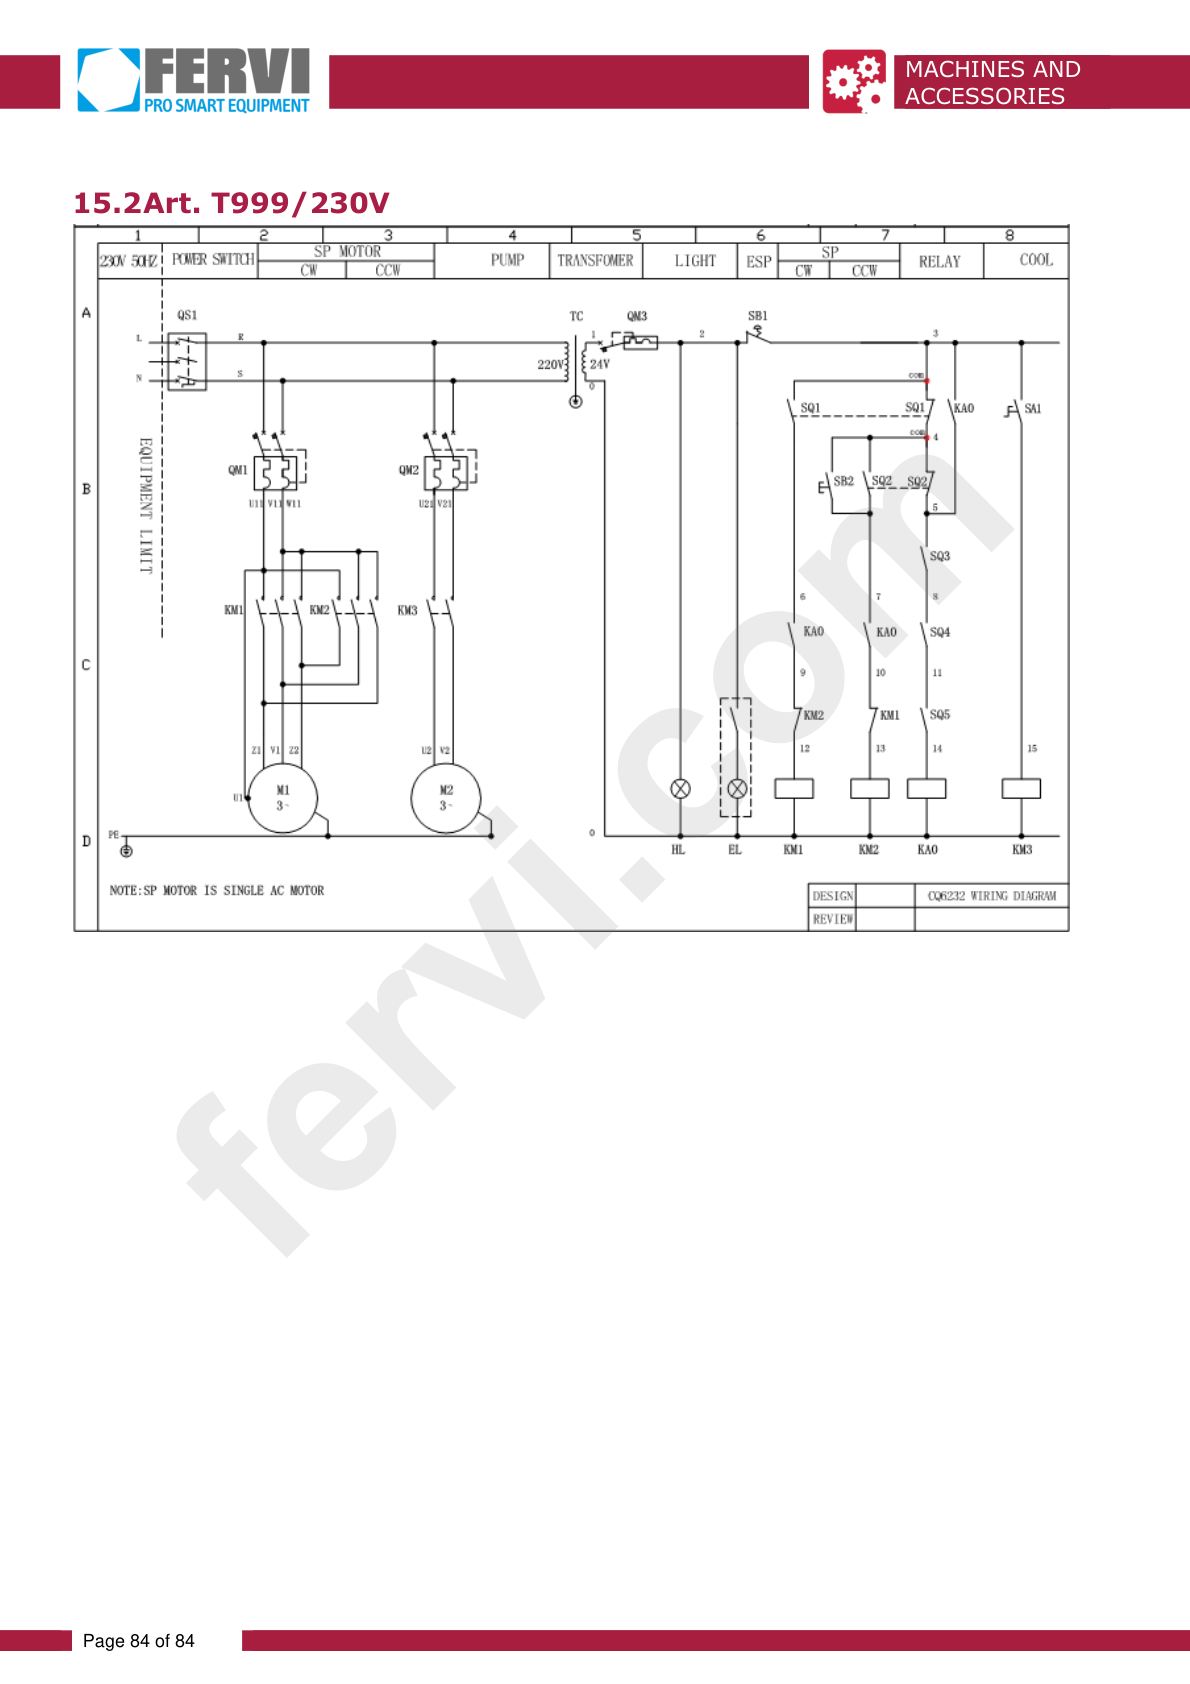 FERVI
PRO SMART EQUIPMENT
MACHINES AND
ACCESSORIES
15.2Art. T999/230V
1 2 3 4 5 6 7 8
230V 50HZ POWER SWITCH SP MOTOR PUMP TRANSFOMER LIGHT ESP SP RELAY COOL
CW CCW CW CCW
A
QS1 TC QM3 SB1
L R 1 2 3
220V 24V
N S 0
com
SQ1 SQ1 KA0 SA1
com 4
EQUIPMENT LIMIT
B
QM1 QM2 SB2 SQ2 SQ2
U11 V11 W11 U21 V21 5
SQ3
6 7 8
KM1 KM2 KM3
KA0 KA0 SQ4
C
9 10 11
KM2 KM1 SQ5
Z1 V1 Z2 U2 V2 12 13 14 15
U1 M1 M2
3~ 3~
D PE 0
HL EL KM1 KM2 KA0 KM3
NOTE:SP MOTOR IS SINGLE AC MOTOR
DESIGN CQ6232 WIRING DIAGRAM
REVIEW
fervi.com
Page 84 of 84